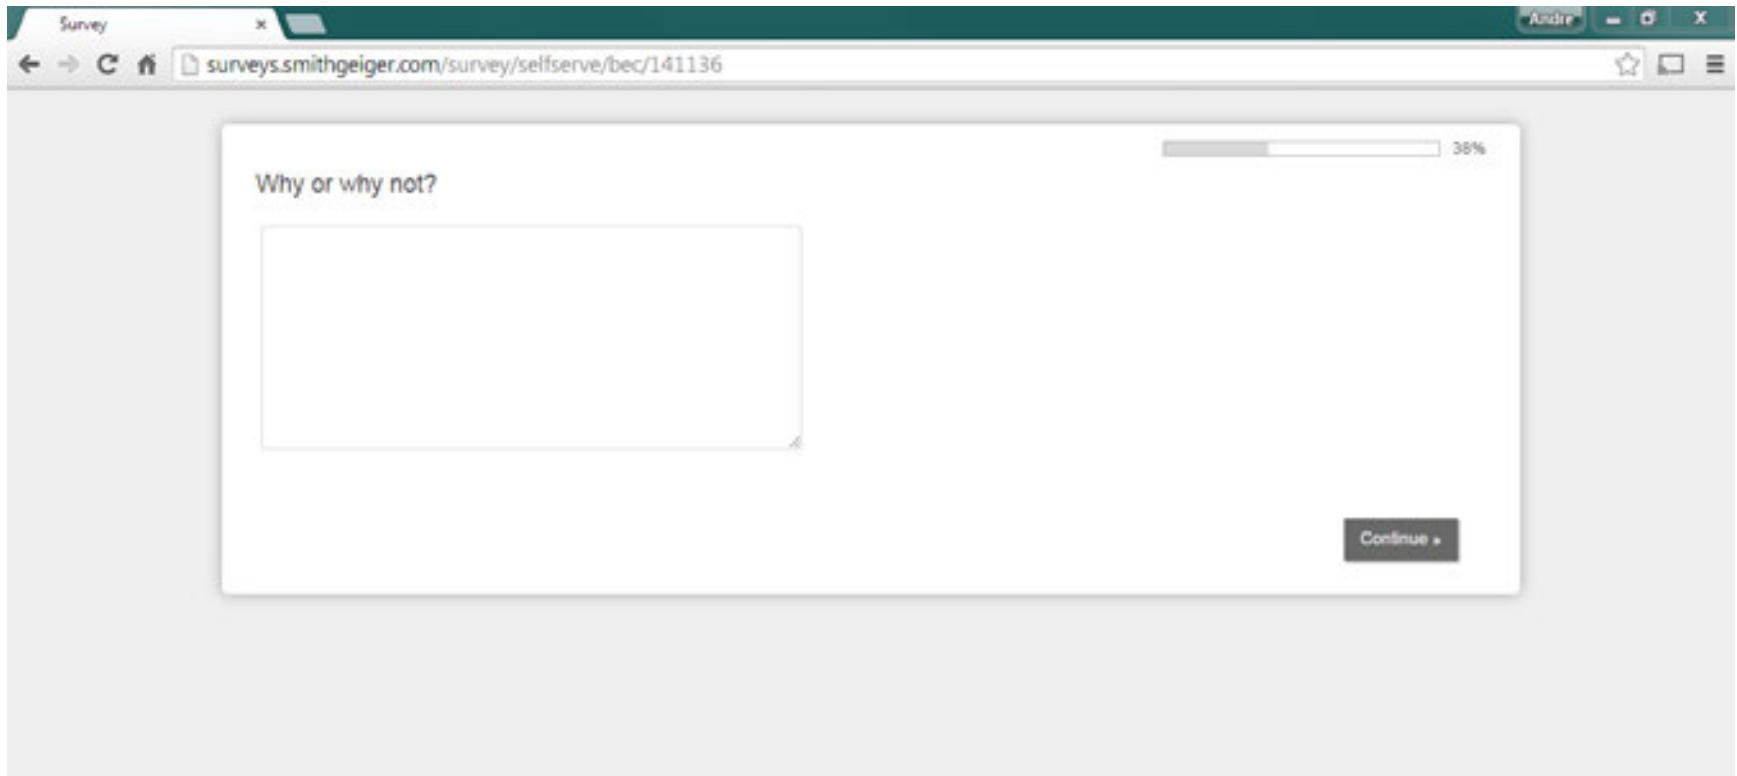 Survey
Andre
surveys.smithgeiger.com/survey/selfserve/bec/141136
38%
Why or why not?
Continue »